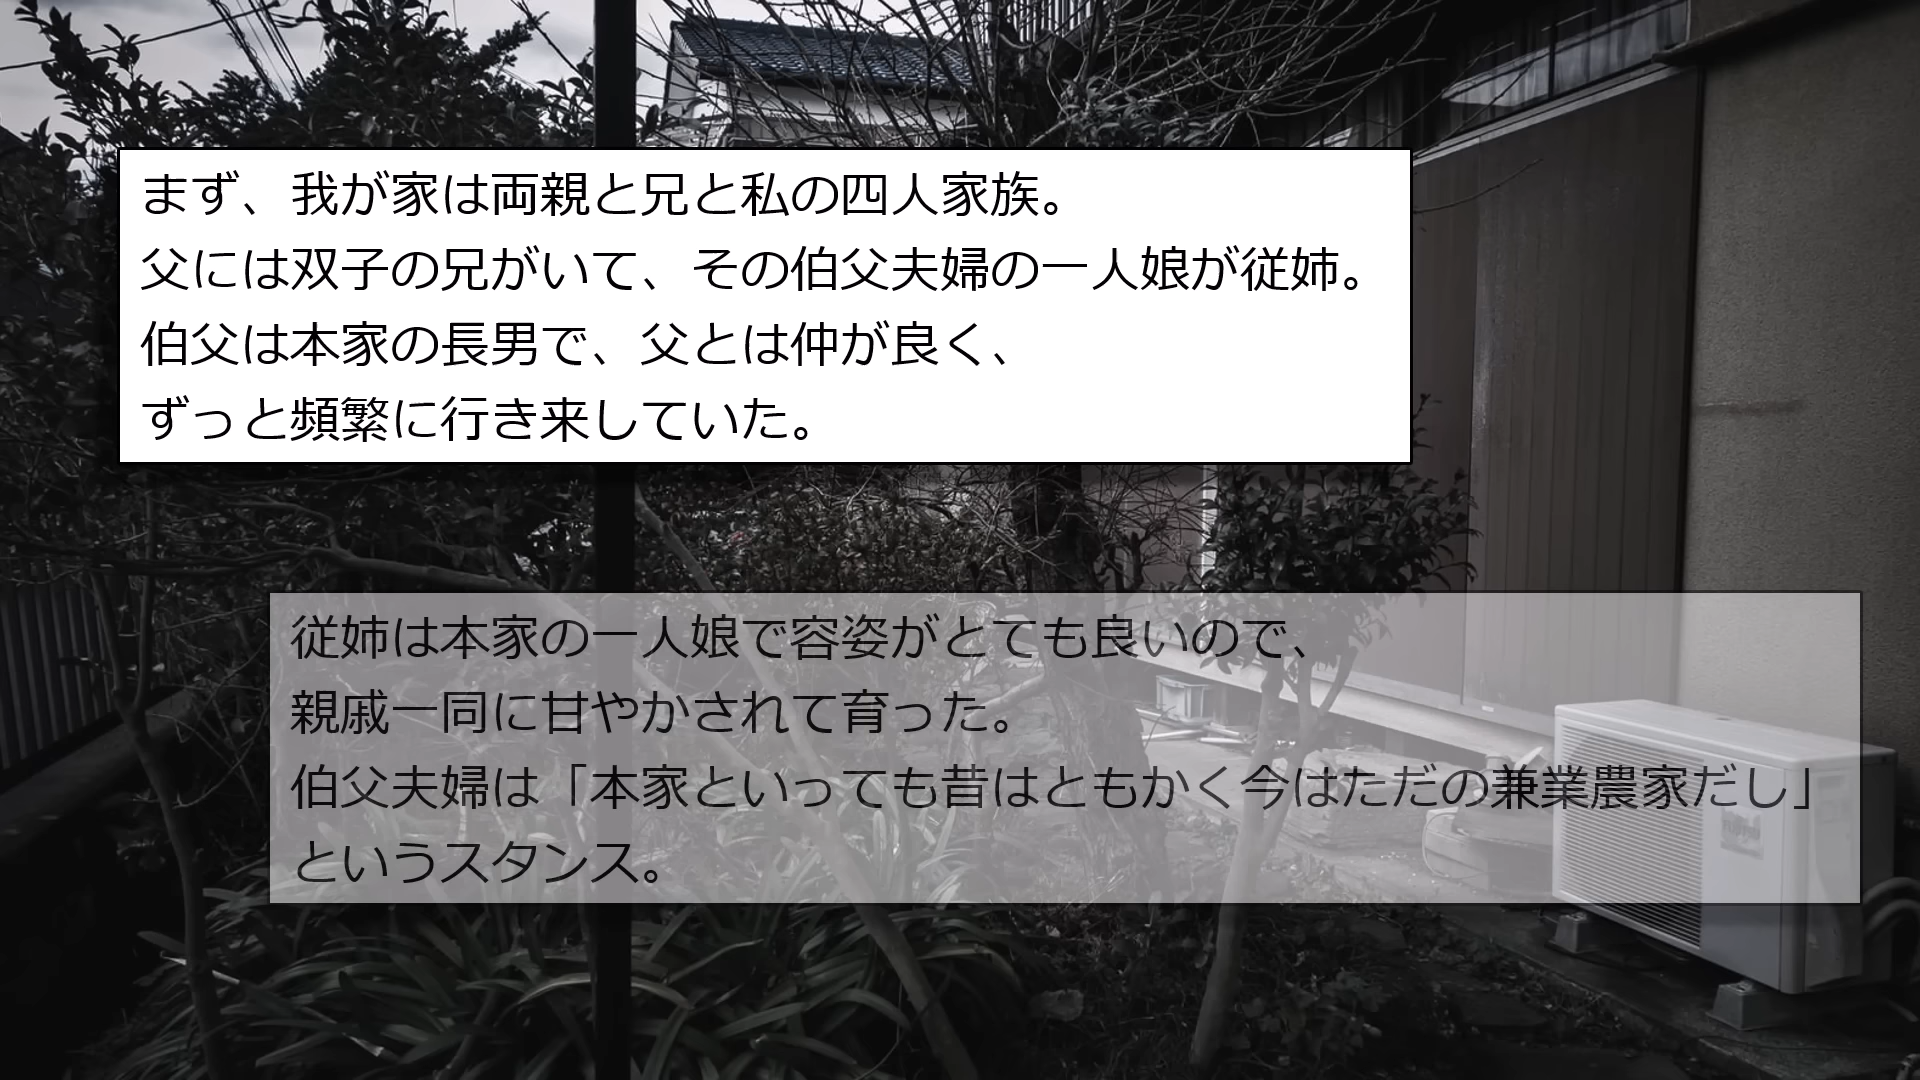 まず、我が家は両親と兄と私の四人家族。
父には双子の兄がいて、その伯父夫婦の一人娘が従姉。
伯父は本家の長男で、父とは仲が良く、
ずっと頻繁に行き来していた。
従姉は本家の一人娘で容姿がとても良いので、
親戚一同に甘やかされて育った。
伯父夫婦は「本家といっても昔はともかく今はただの兼業農家だし」
というスタンス。